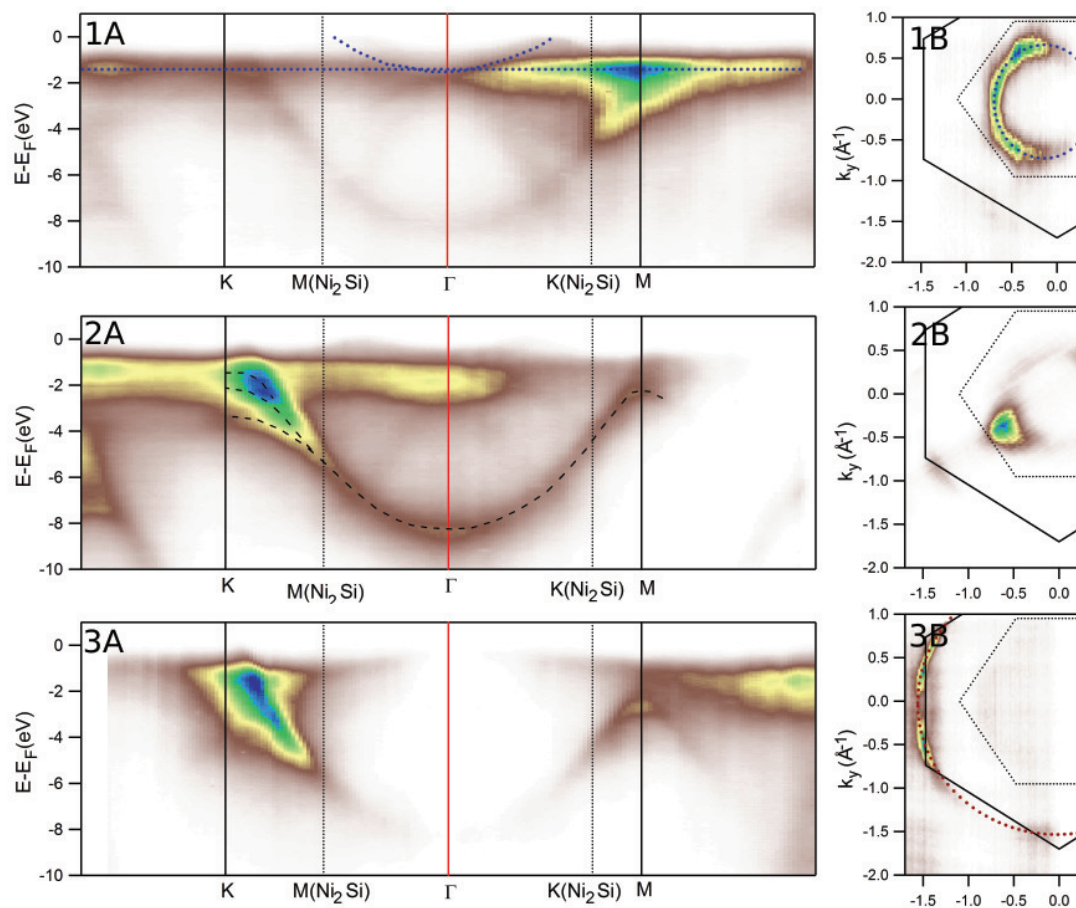 1A
E-E_F(eV)
0
-2
-4
-6
-8
-10
K
M(Ni₂Si)
Γ
K(Ni₂Si)
M
1B
k_y(Å⁻¹)
1.0
0.5
0.0
-0.5
-1.0
-1.5
-2.0
-1.5
-1.0
-0.5
0.0
2A
E-E_F(eV)
0
-2
-4
-6
-8
-10
K
M(Ni₂Si)
Γ
K(Ni₂Si)
M
2B
k_y(Å⁻¹)
1.0
0.5
0.0
-0.5
-1.0
-1.5
-2.0
-1.5
-1.0
-0.5
0.0
3A
E-E_F(eV)
0
-2
-4
-6
-8
-10
K
M(Ni₂Si)
Γ
K(Ni₂Si)
M
3B
k_y(Å⁻¹)
1.0
0.5
0.0
-0.5
-1.0
-1.5
-2.0
-1.5
-1.0
-0.5
0.0